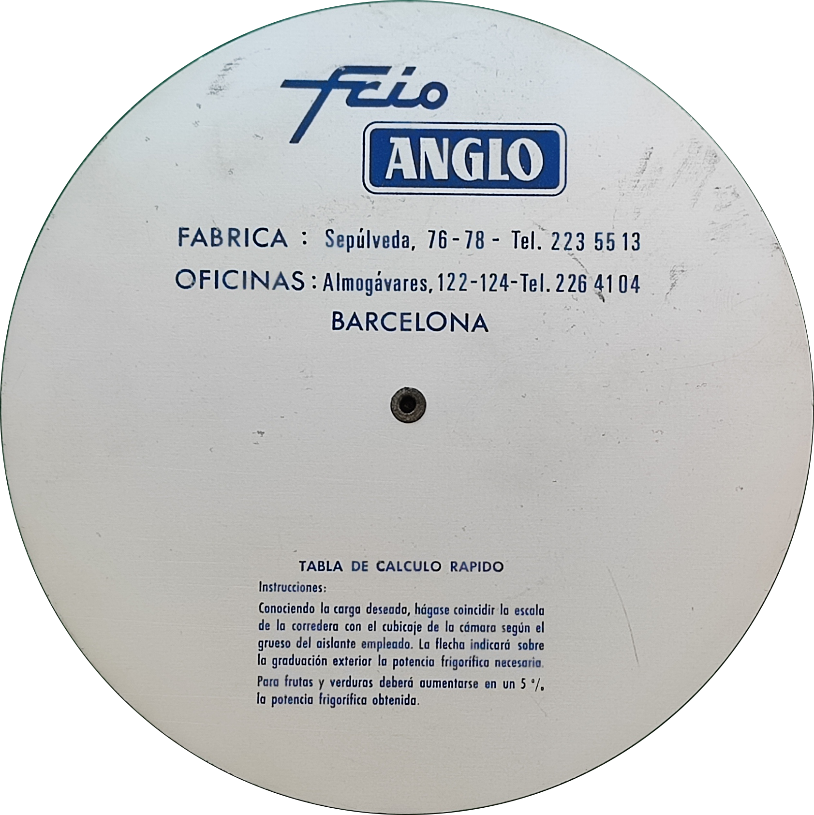 Frio
ANGLO
FABRICA : Sepúlveda, 76-78 - Tel. 223 55 13
OFICINAS : Almogávares, 122-124-Tel. 226 41 04
BARCELONA
TABLA DE CALCULO RAPIDO
Instrucciones:
Conociendo la carga deseada, hágase coincidir la escala
de la corredera con el cubicaje de la cámara según el
grueso del aislante empleado. La flecha indicará sobre
la graduación exterior la potencia frigorífica necesaria.
Para frutas y verduras deberá aumentarse en un 5 %.
la potencia frigorífica obtenida.